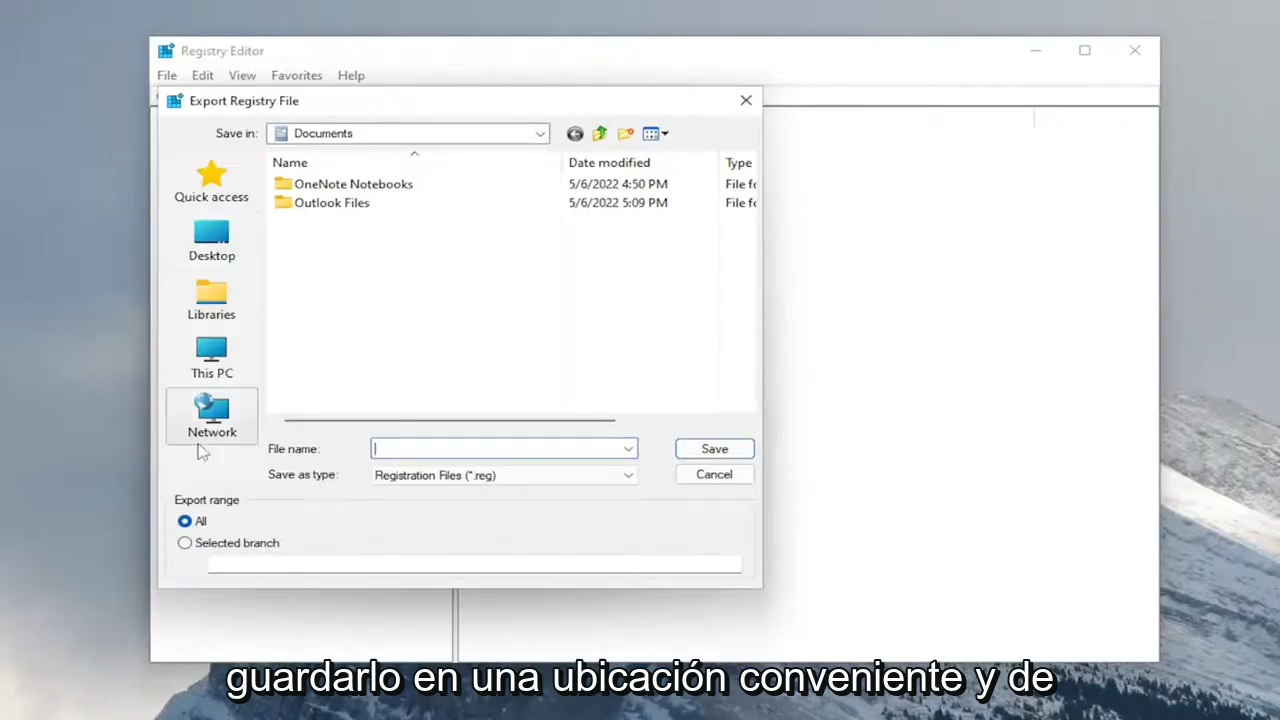 Registry Editor
File Edit View Favorites Help
Export Registry File
Save in: Documents
Name Date modified Type
Quick access
OneNote Notebooks 5/6/2022 4:50 PM File fo
Outlook Files 5/6/2022 5:09 PM File fo
Desktop
Libraries
This PC
Network
File name: Save
Save as type: Registration Files (*.reg) Cancel
Export range
All
Selected branch
guardarlo en una ubicación conveniente y de